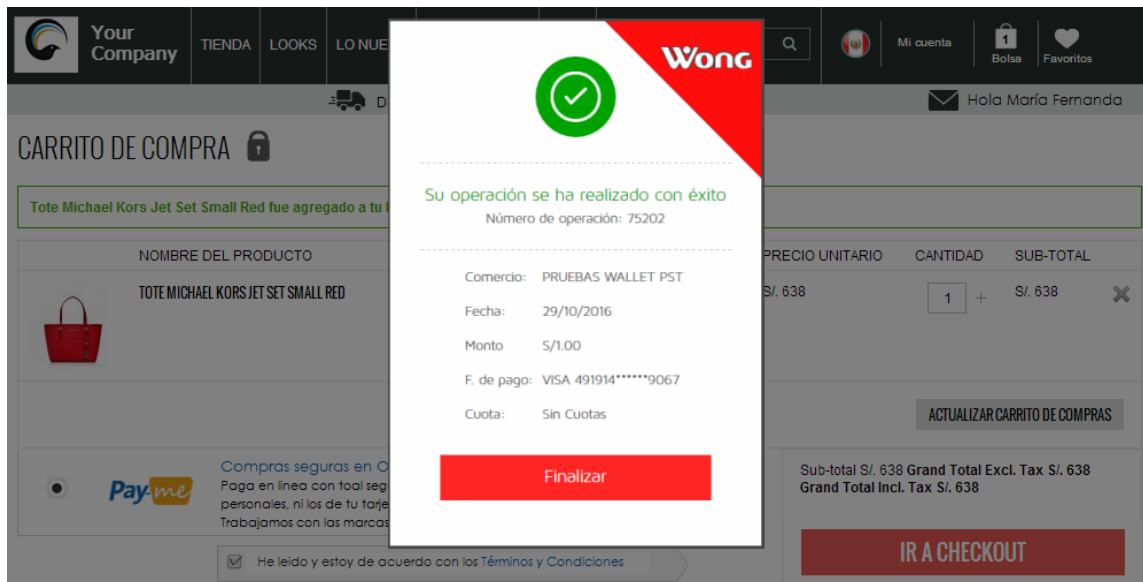 Your
Company
TIENDA
LOOKS
LO NUE
Mi cuenta
1
Bolsa
Favoritos
D
Hola María Fernanda
CARRITO DE COMPRA
Tote Michael Kors Jet Set Small Red fue agregado a tu
NOMBRE DEL PRODUCTO
PRECIO UNITARIO
CANTIDAD
SUB-TOTAL
TOTE MICHAEL KORS JET SET SMALL RED
S/. 638
1 +
S/. 638
ACTUALIZAR CARRITO DE COMPRAS
Pay-me
Compras seguras en O
Paga en linea con toal seg
personales, ni los de tu tarje
Trabajamos con las marcas
He leído y estoy de acuerdo con los Términos y Condiciones
Sub-total S/. 638 Grand Total Excl. Tax S/. 638
Grand Total Incl. Tax S/. 638
IR A CHECKOUT
Wong
Su operación se ha realizado con éxito
Número de operación: 75202
Comercio: PRUEBAS WALLET PST
Fecha: 29/10/2016
Monto S/1.00
F. de pago: VISA 491914******9067
Cuota: Sin Cuotas
Finalizar